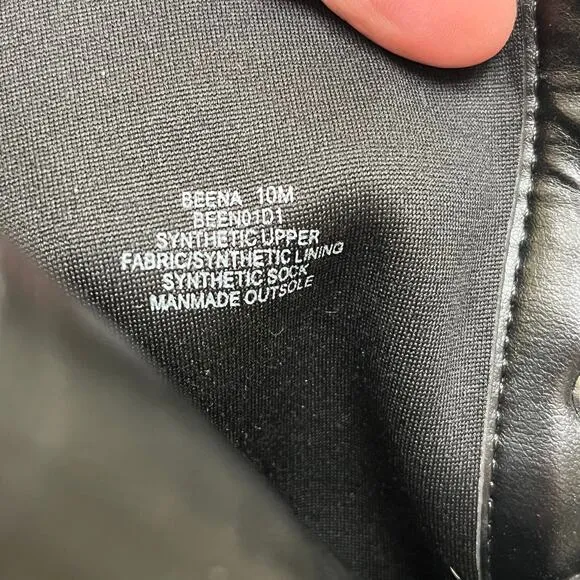 BEENA 10M
BEEN01D1
SYNTHETIC UPPER
FABRIC/SYNTHETIC LINING
SYNTHETIC SOCK
MANMADE OUTSOLE